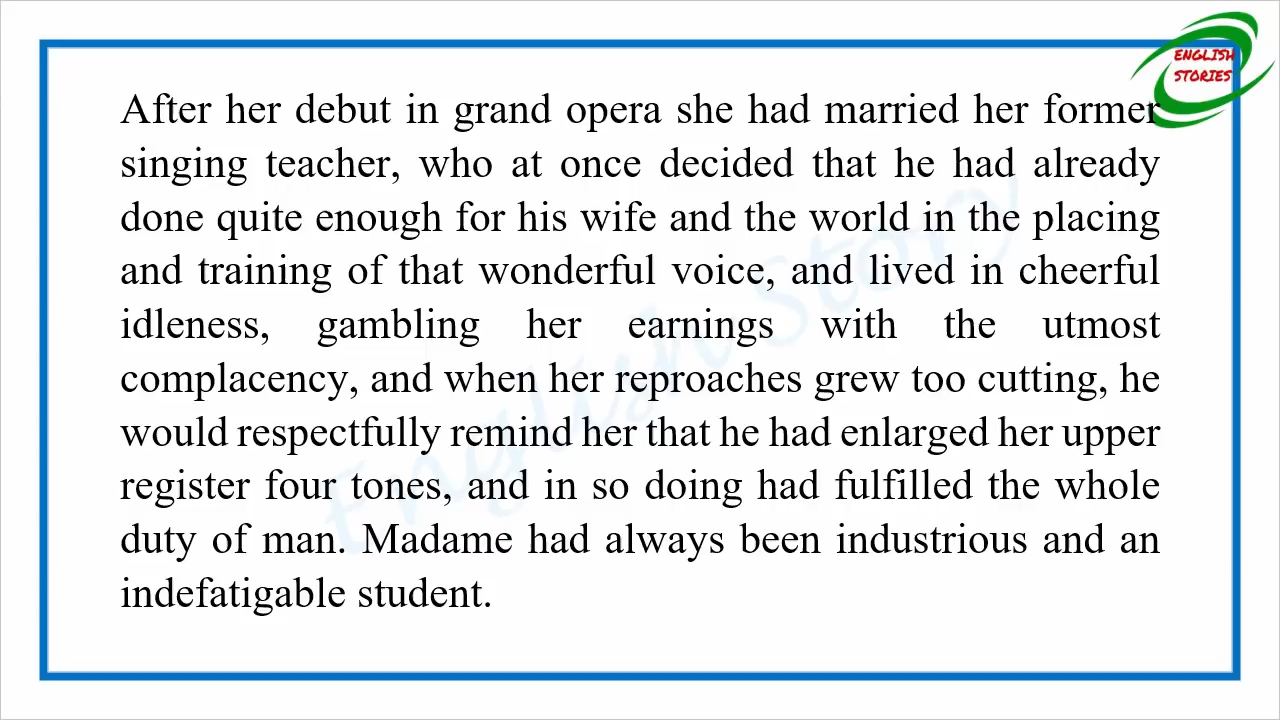 ENGLISH
STORIES
After her debut in grand opera she had married her former
singing teacher, who at once decided that he had already
done quite enough for his wife and the world in the placing
and training of that wonderful voice, and lived in cheerful
idleness, gambling her earnings with the utmost
complacency, and when her reproaches grew too cutting, he
would respectfully remind her that he had enlarged her upper
register four tones, and in so doing had fulfilled the whole
duty of man. Madame had always been industrious and an
indefatigable student.
English Story